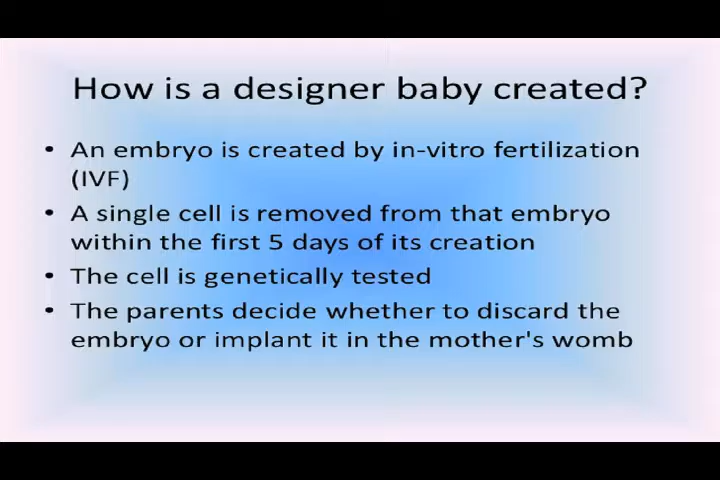 How is a designer baby created?
• An embryo is created by in-vitro fertilization
(IVF)
• A single cell is removed from that embryo
within the first 5 days of its creation
• The cell is genetically tested
• The parents decide whether to discard the
embryo or implant it in the mother's womb